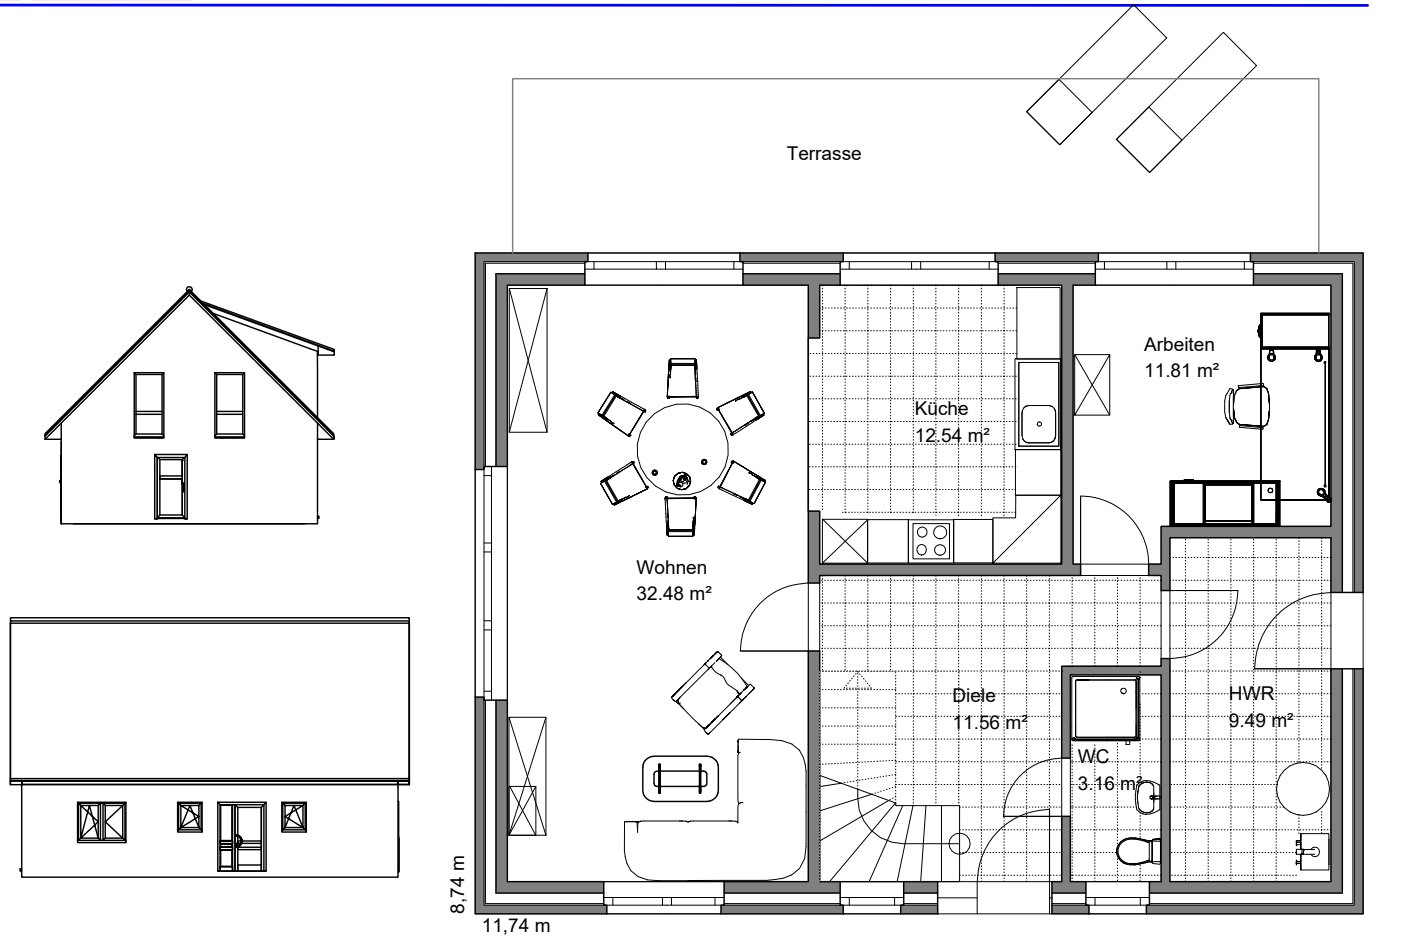 Terrasse
Arbeiten
11.81 m²
Küche
12.54 m²
Wohnen
32.48 m²
Diele
11.56 m²
HWR
9.49 m²
WC
3.16 m²
8,74 m
11,74 m